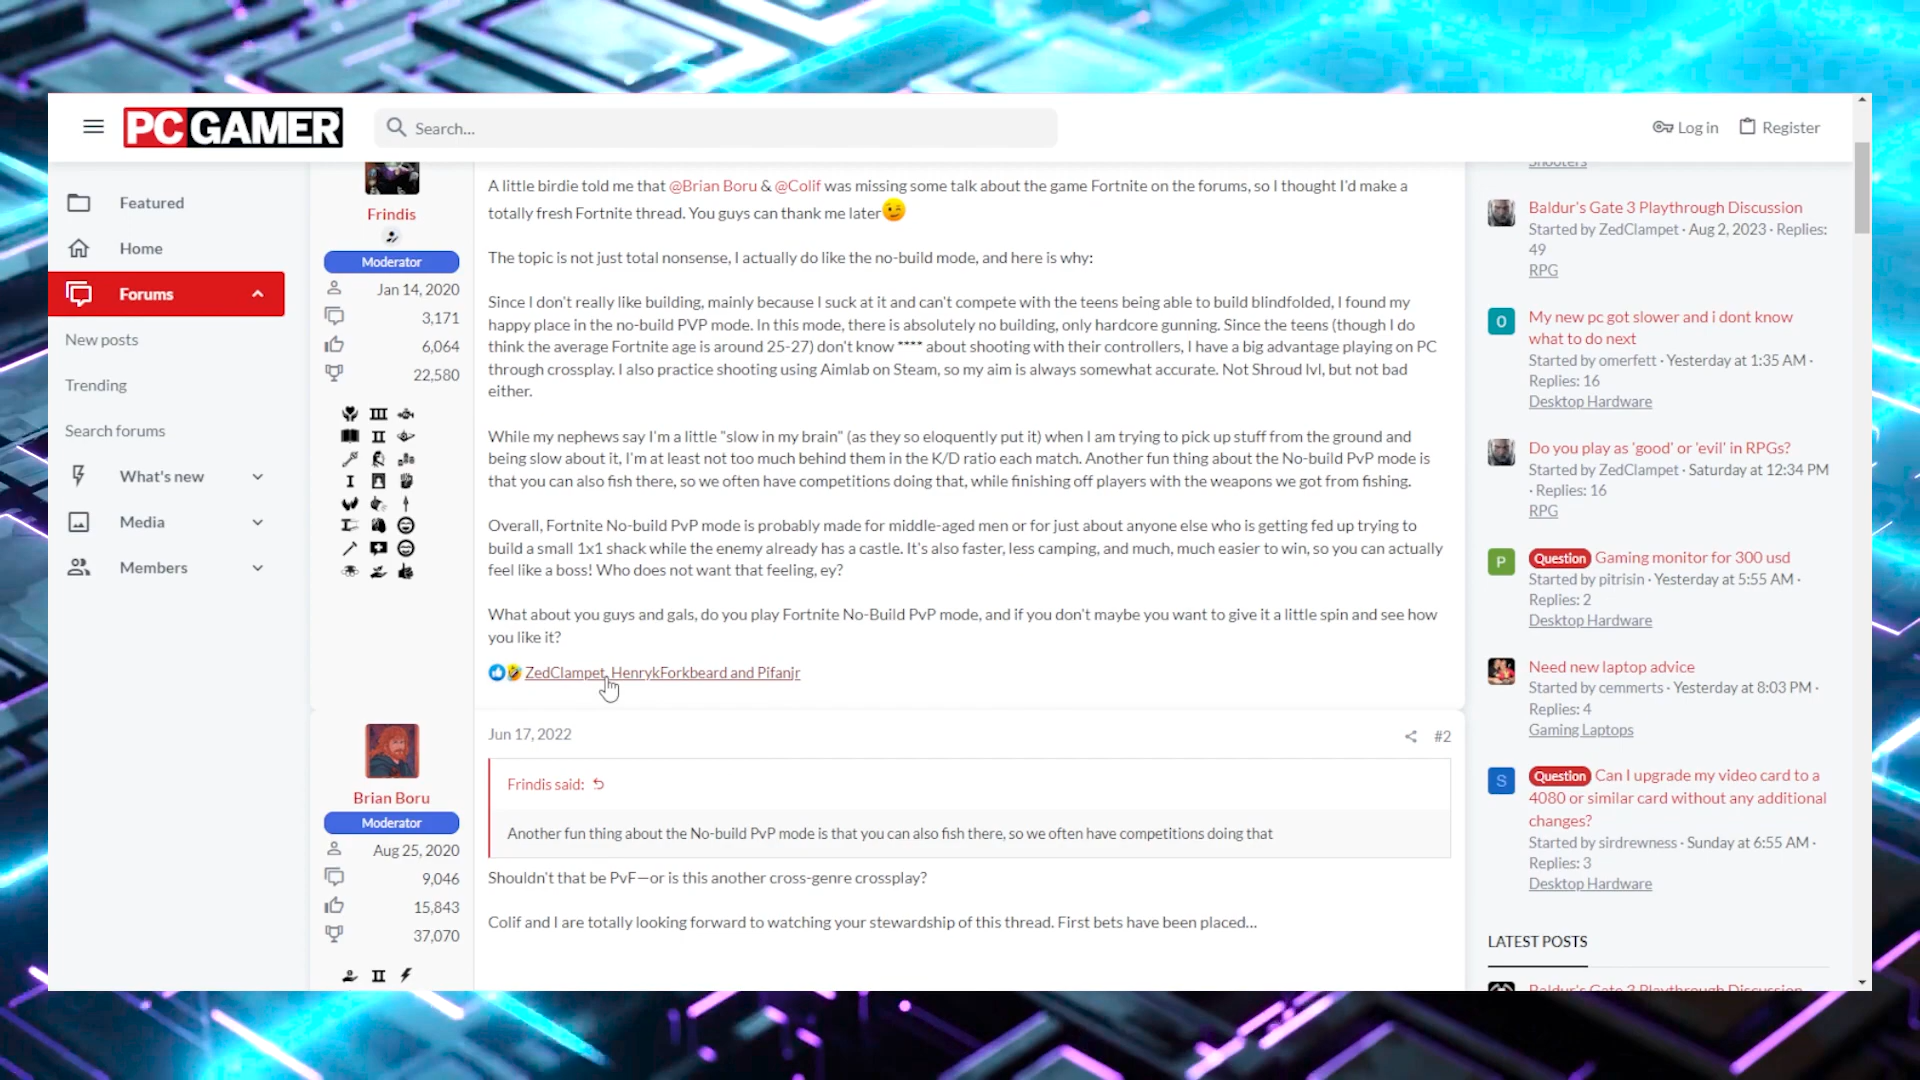 PC GAMER
Search...
Log in
Register
Featured
Home
Forums
New posts
Trending
Search forums
What's new
Media
Members
Frindis
Moderator
Jan 14, 2020
3,171
6,064
22,580
A little birdie told me that @Brian Boru & @Colif was missing some talk about the game Fortnite on the forums, so I thought I'd make a
totally fresh Fortnite thread. You guys can thank me later
The topic is not just total nonsense, I actually do like the no-build mode, and here is why:
Since I don't really like building, mainly because I suck at it and can't compete with the teens being able to build blindfolded, I found my
happy place in the no-build PVP mode. In this mode, there is absolutely no building, only hardcore gunning. Since the teens (though I do
think the average Fortnite age is around 25-27) don't know **** about shooting with their controllers, I have a big advantage playing on PC
through crossplay. I also practice shooting using Aimlab on Steam, so my aim is always somewhat accurate. Not Shroud lvl, but not bad
either.
While my nephews say I'm a little "slow in my brain" (as they so eloquently put it) when I am trying to pick up stuff from the ground and
being slow about it, I'm at least not too much behind them in the K/D ratio each match. Another fun thing about the No-build PvP mode is
that you can also fish there, so we often have competitions doing that, while finishing off players with the weapons we got from fishing.
Overall, Fortnite No-build PvP mode is probably made for middle-aged men or for just about anyone else who is getting fed up trying to
build a small 1x1 shack while the enemy already has a castle. It's also faster, less camping, and much, much easier to win, so you can actually
feel like a boss! Who does not want that feeling, ey?
What about you guys and gals, do you play Fortnite No-Build PvP mode, and if you don't maybe you want to give it a little spin and see how
you like it?
ZedClampet, HenrykForkbeard and Pifanjr
Brian Boru
Moderator
Aug 25, 2020
9,046
15,843
37,070
Jun 17, 2022
#2
Frindis said:
Another fun thing about the No-build PvP mode is that you can also fish there, so we often have competitions doing that
Shouldn't that be PvF—or is this another cross-genre crossplay?
Colif and I are totally looking forward to watching your stewardship of this thread. First bets have been placed...
Shooters
Baldur's Gate 3 Playthrough Discussion
Started by ZedClampet · Aug 2, 2023 · Replies:
49
RPG
O
My new pc got slower and i dont know
what to do next
Started by omerfett · Yesterday at 1:35 AM ·
Replies: 16
Desktop Hardware
Do you play as 'good' or 'evil' in RPGs?
Started by ZedClampet · Saturday at 12:34 PM
· Replies: 16
RPG
P
Question Gaming monitor for 300 usd
Started by pitrisin · Yesterday at 5:55 AM ·
Replies: 2
Desktop Hardware
Need new laptop advice
Started by cemmerts · Yesterday at 8:03 PM ·
Replies: 4
Gaming Laptops
S
Question Can I upgrade my video card to a
4080 or similar card without any additional
changes?
Started by sirdrewness · Sunday at 6:55 AM ·
Replies: 3
Desktop Hardware
LATEST POSTS
Baldur's Gate 3 Playthrough Discussion